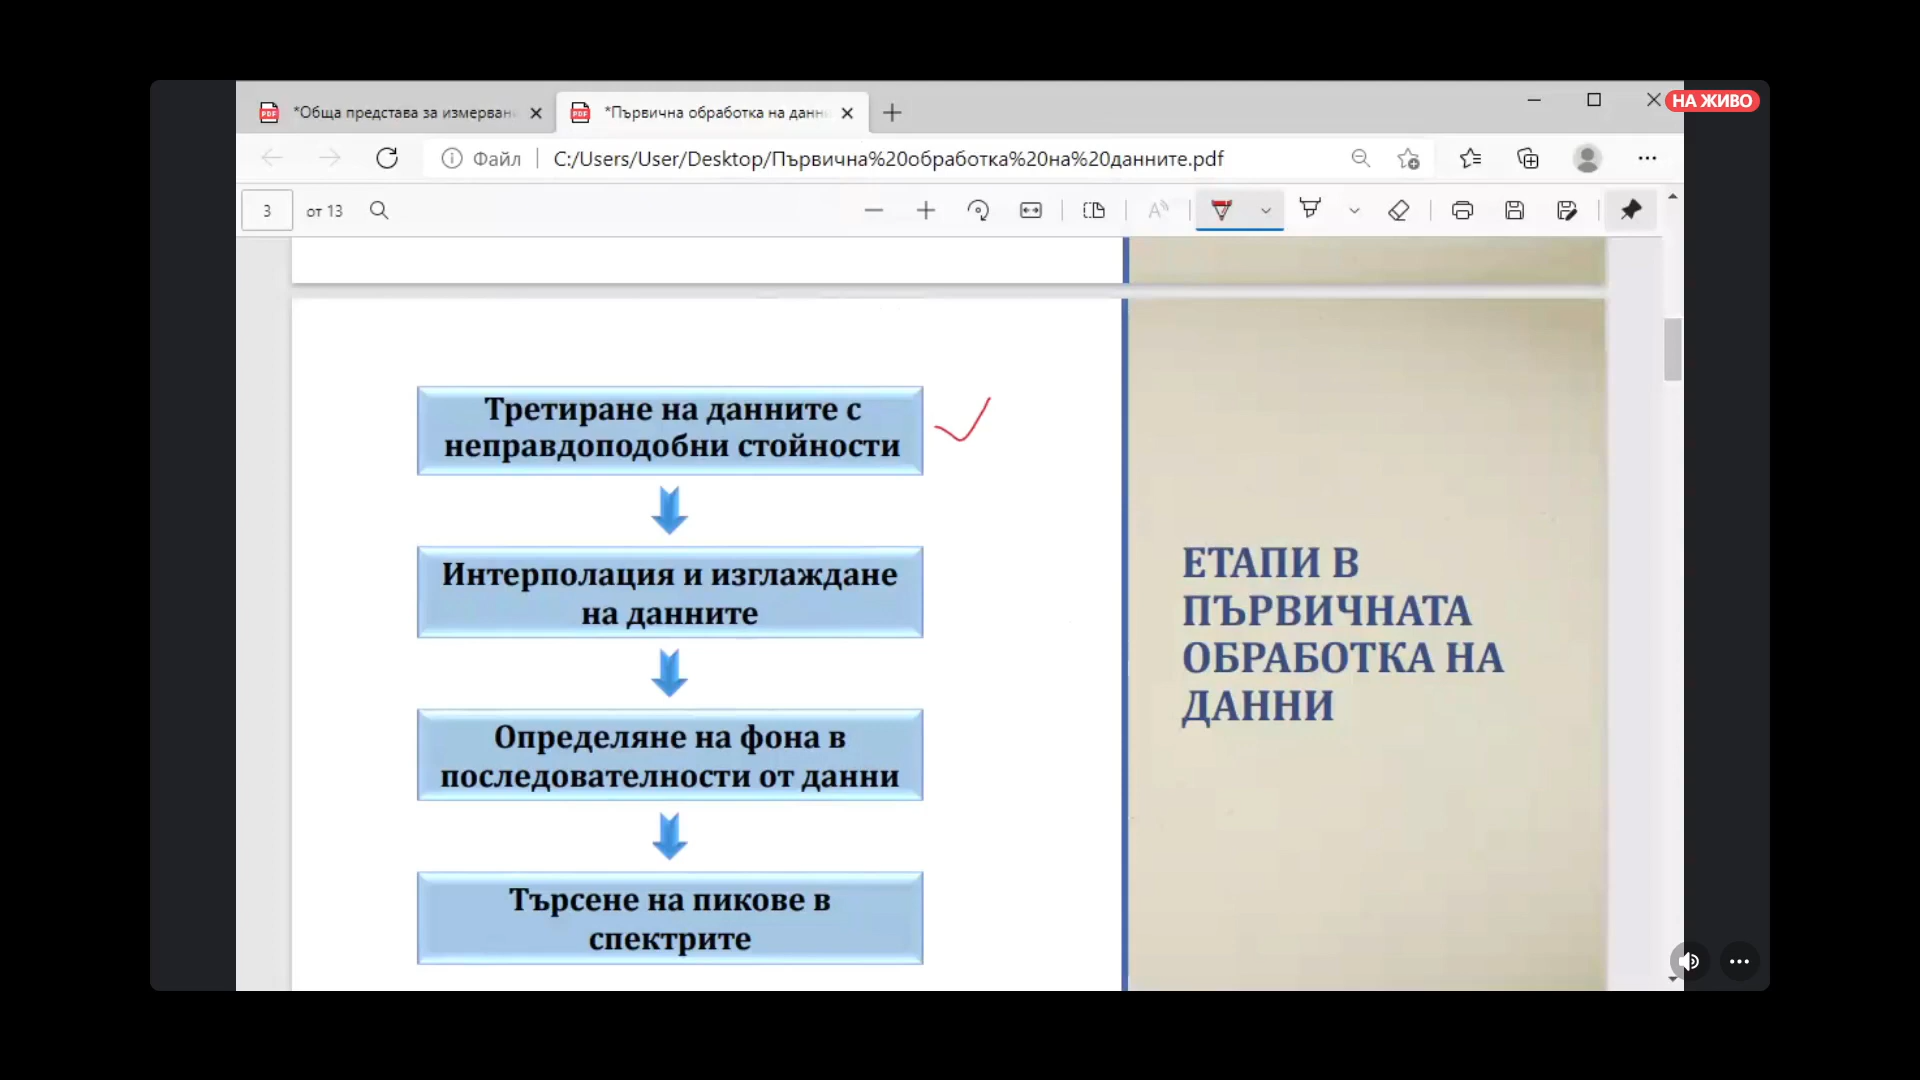 *Обща представа за измерван
*Първична обработка на данн
НА ЖИВО
Файл
C:/Users/User/Desktop/Първична%20обработка%20на%20данните.pdf
3
от 13
Третиране на данните с
неправдоподобни стойности
Интерполация и изглаждане
на данните
Определяне на фона в
последователности от данни
Търсене на пикове в
спектрите
ЕТАПИ В
ПЪРВИЧНАТА
ОБРАБОТКА НА
ДАННИ